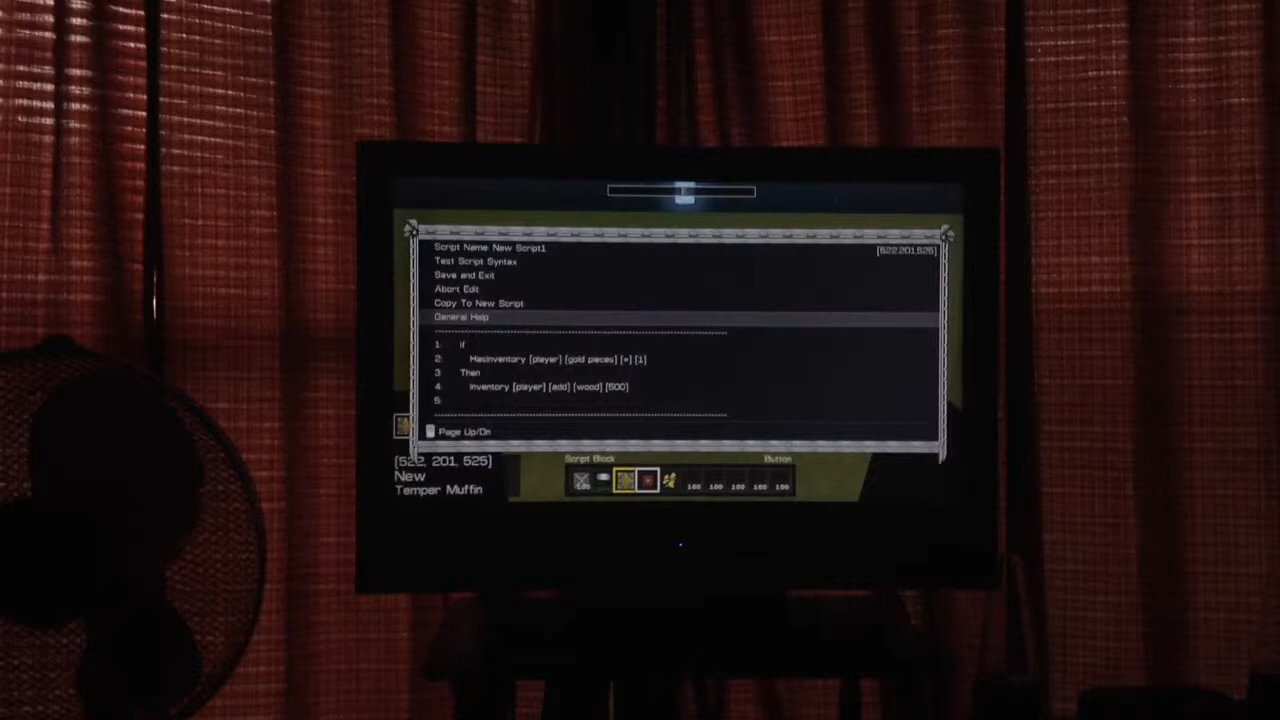 Script Name: New Script1
[522,201,525]
Test Script Syntax
Save and Exit
Abort Edit
Copy To New Script
General Help
1: If
2: HasInventory [player] [gold pieces] [=] [1]
3: Then
4: Inventory [player] [add] [wood] [500]
5:
Page Up/Dn
[522, 201, 525]
New
Temper Muffin
Script Block
Button
100 100 100 100 100 100